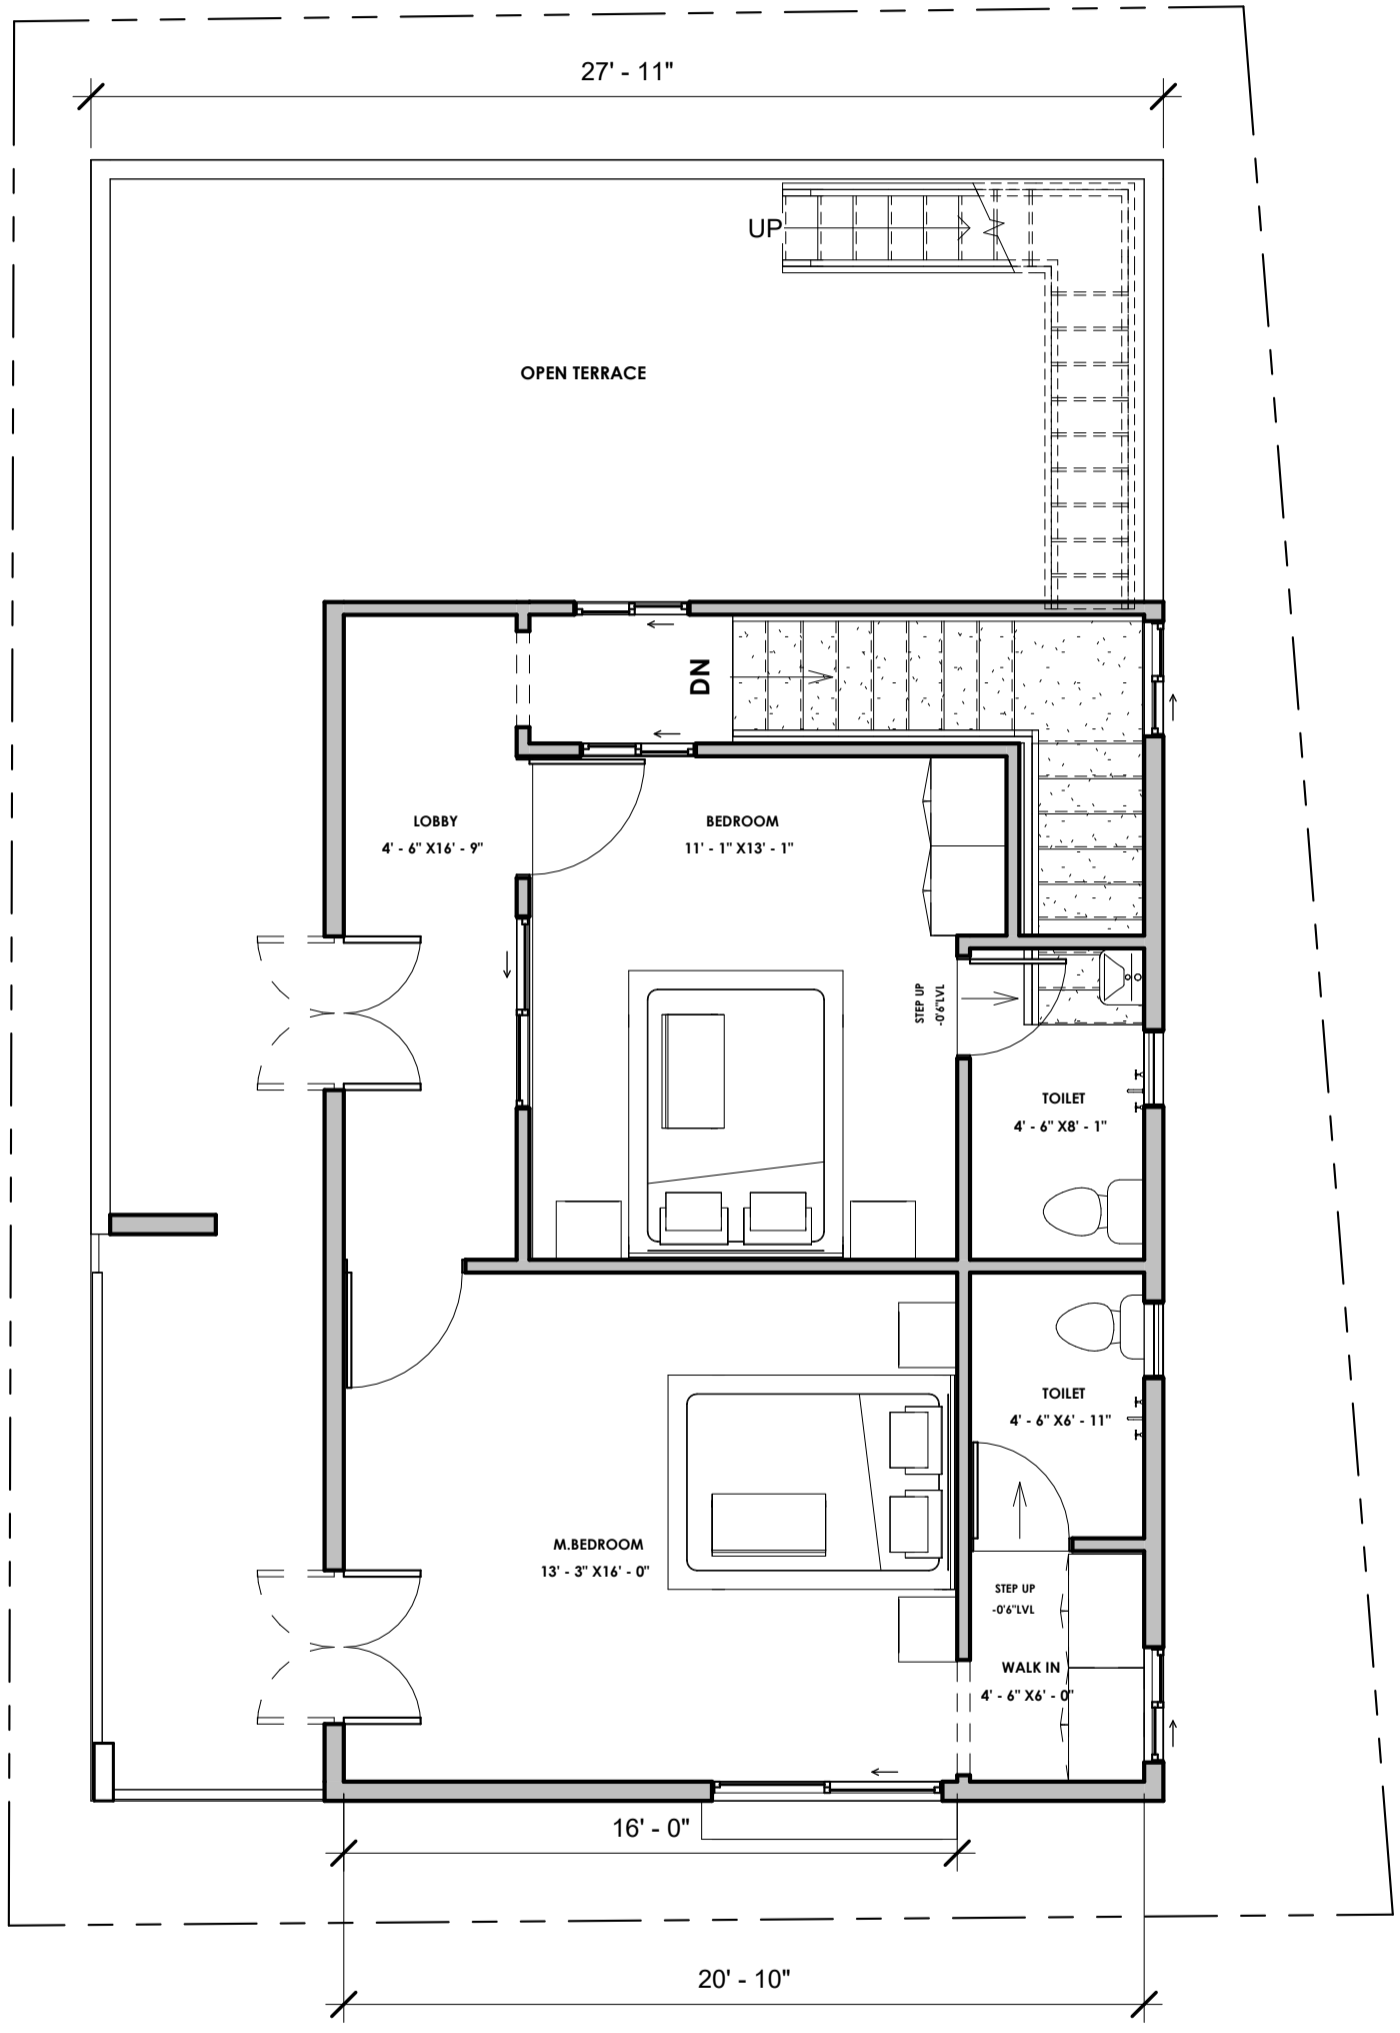 27' - 11"
UP
OPEN TERRACE
DN
LOBBY
4' - 6" X16' - 9"
BEDROOM
11' - 1" X13' - 1"
STEP UP
-0'6"LVL
TOILET
4' - 6" X8' - 1"
TOILET
4' - 6" X6' - 11"
M.BEDROOM
13' - 3" X16' - 0"
STEP UP
-0'6"LVL
WALK IN
4' - 6" X6' - 0"
16' - 0"
20' - 10"